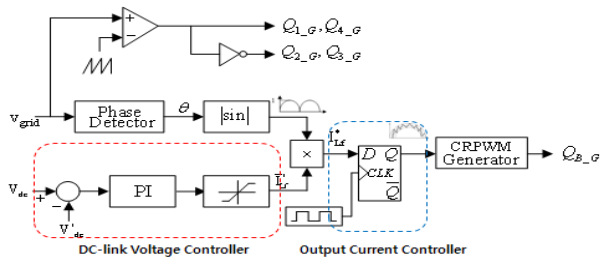 +
−
Q1_G, Q4_G
Q2_G, Q3_G
Vgrid
Phase
Detector
θ
|sin|
1
×
I*Lf
D Q
CLK
Q
CRPWM
Generator
QB_G
Vdc
+
−
PI
V*dc
DC-link Voltage Controller
Output Current Controller